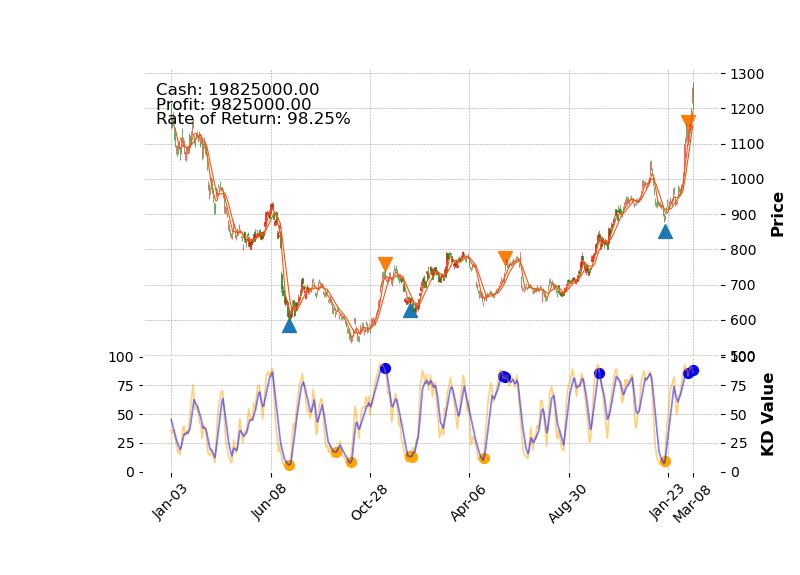 Cash: 19825000.00
Profit: 9825000.00
Rate of Return: 98.25%
1300
1200
1100
1000
900
800
700
600
500
Price
100
75
50
25
0
100
75
50
25
0
KD Value
Jan-03
Jun-08
Oct-28
Apr-06
Aug-30
Jan-23
Mar-08